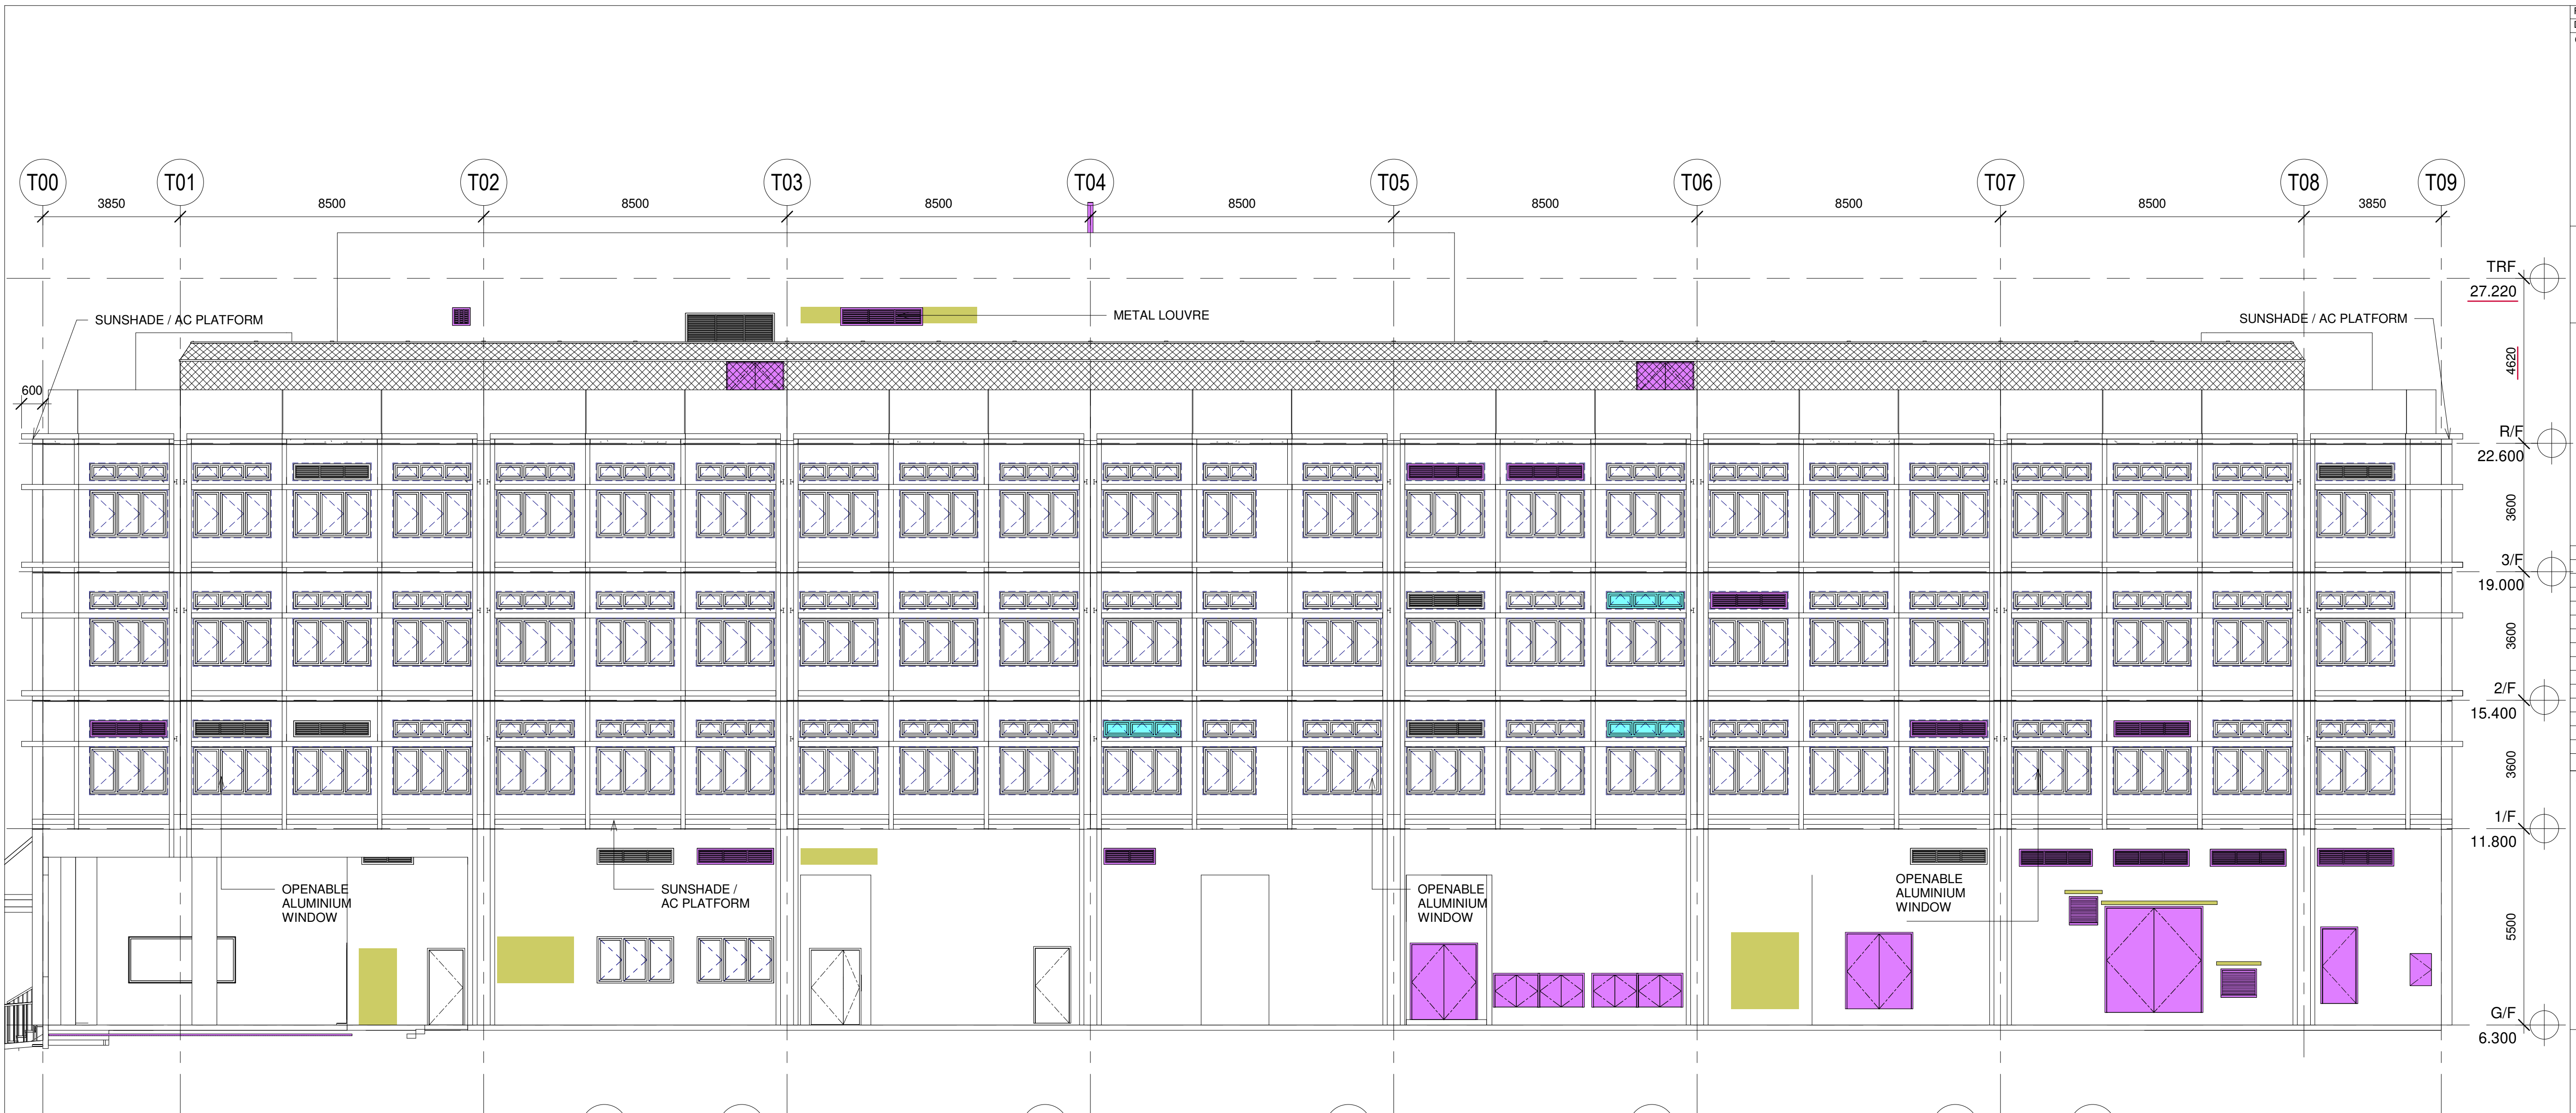 T00
T01
T02
T03
T04
T05
T06
T07
T08
T09
3850
8500
8500
8500
8500
8500
8500
8500
3850
TRF
27.220
METAL LOUVRE
SUNSHADE / AC PLATFORM
SUNSHADE / AC PLATFORM
4620
600
R/F
22.600
3600
3/F
19.000
3600
2/F
15.400
3600
1/F
11.800
OPENABLE
ALUMINIUM
WINDOW
SUNSHADE /
AC PLATFORM
OPENABLE
ALUMINIUM
WINDOW
OPENABLE
ALUMINIUM
WINDOW
5500
G/F
6.300